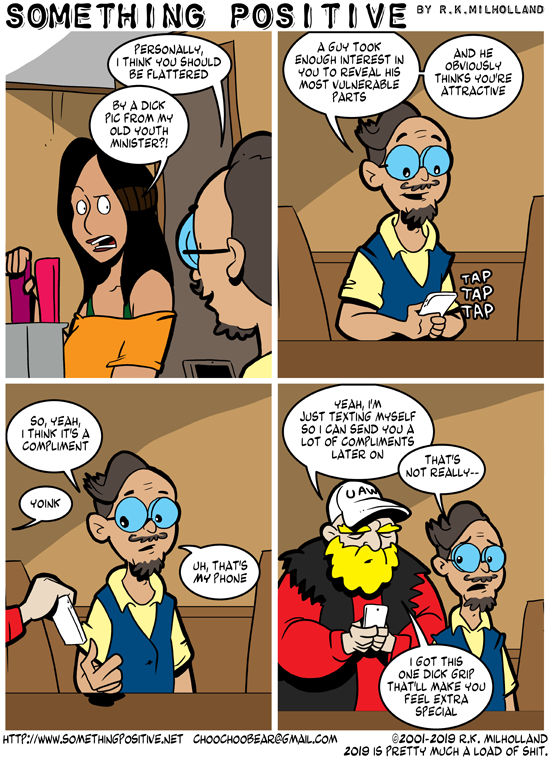 SOMETHING POSITIVE BY R.K.MILHOLLAND
PERSONALLY,
I THINK YOU SHOULD
BE FLATTERED
BY A DICK
PIC FROM MY
OLD YOUTH
MINISTER?!
A GUY TOOK
ENOUGH INTEREST IN
YOU TO REVEAL HIS
MOST VULNERABLE
PARTS
AND HE
OBVIOUSLY
THINKS YOU'RE
ATTRACTIVE
TAP
TAP
TAP
SO, YEAH,
I THINK IT'S A
COMPLIMENT
YOINK
UH, THAT'S
MY PHONE
YEAH, I'M
JUST TEXTING MYSELF
SO I CAN SEND YOU A
LOT OF COMPLIMENTS
LATER ON
THAT'S
NOT REALLY--
UAW
I GOT THIS
ONE DICK GRIP
THAT'LL MAKE YOU
FEEL EXTRA
SPECIAL
HTTP://WWW.SOMETHINGPOSITIVE.NET CHOOCHOOBEAR@GMAIL.COM ©2001-2019 R.K. MILHOLLAND
2019 IS PRETTY MUCH A LOAD OF SHIT.